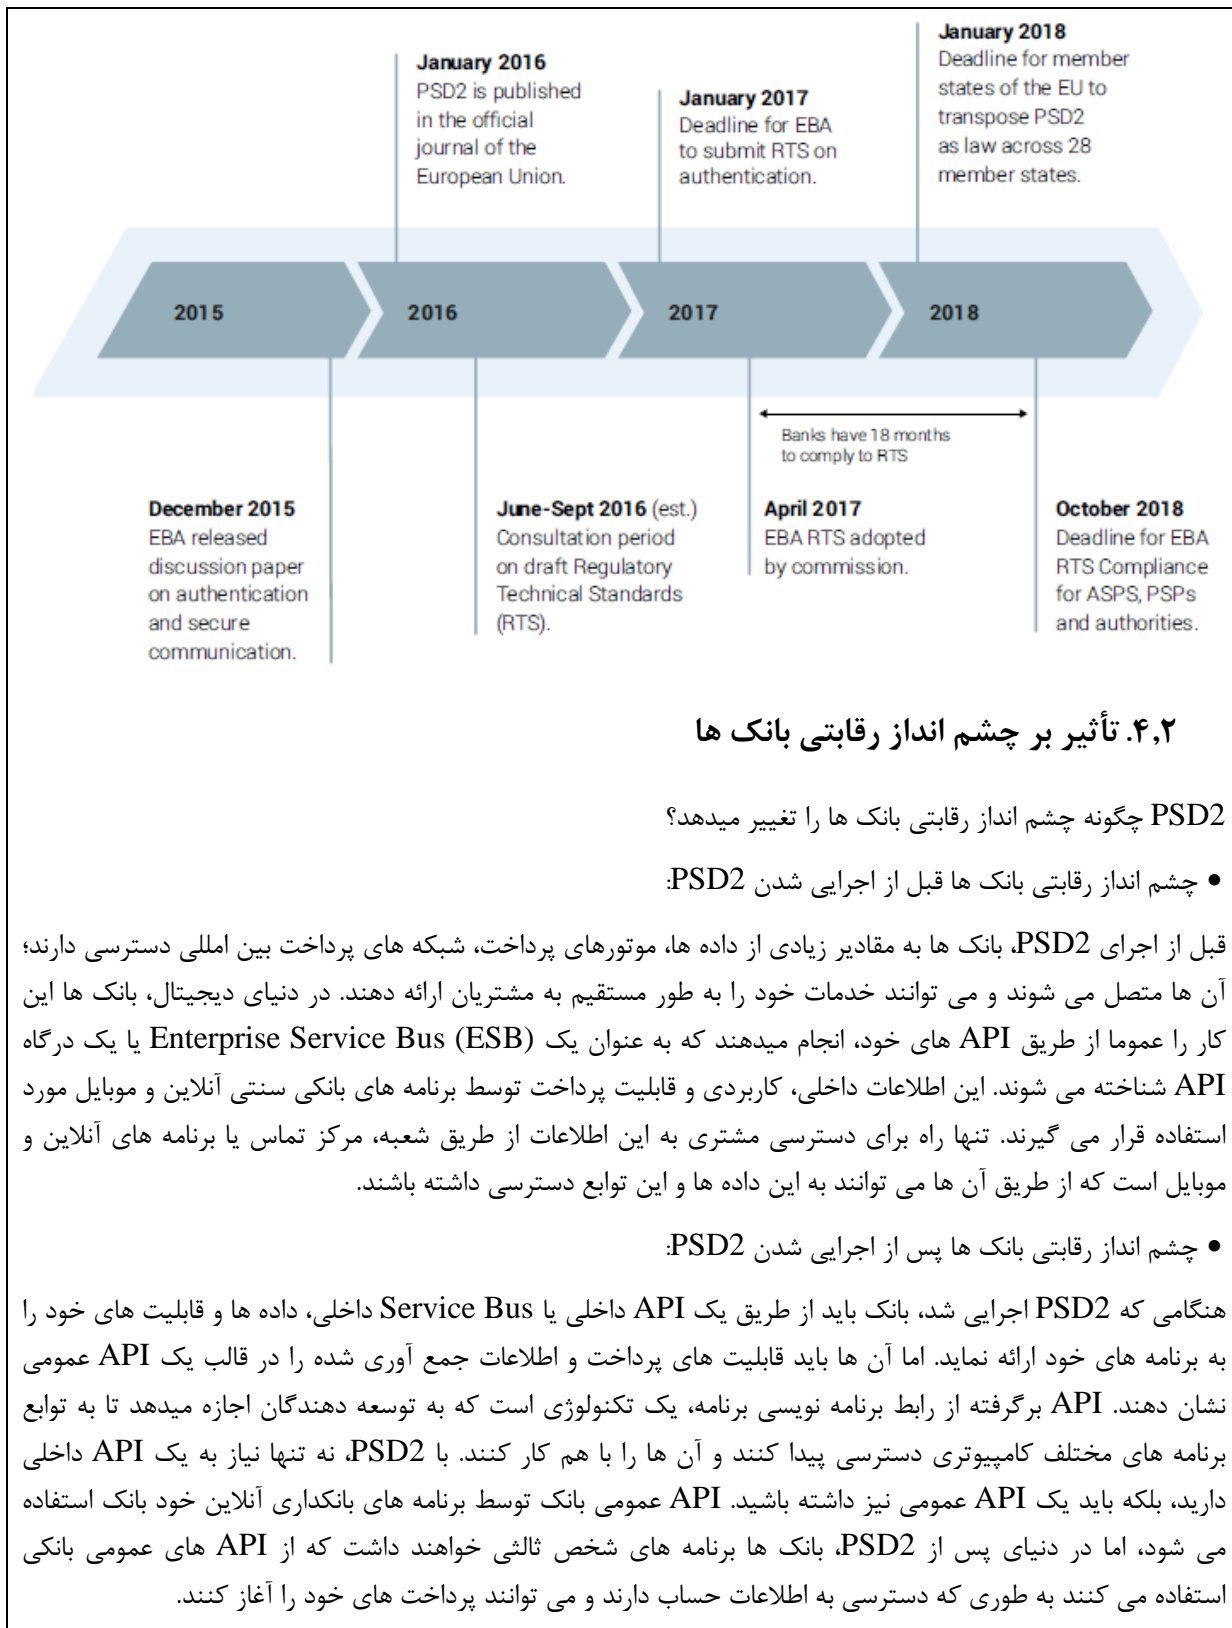 January 2016
PSD2 is published
in the official
journal of the
European Union.
January 2017
Deadline for EBA
to submit RTS on
authentication.
January 2018
Deadline for member
states of the EU to
transpose PSD2
as law across 28
member states.
2015
2016
2017
2018
Banks have 18 months
to comply to RTS
December 2015
EBA released
discussion paper
on authentication
and secure
communication.
June-Sept 2016 (est.)
Consultation period
on draft Regulatory
Technical Standards
(RTS).
April 2017
EBA RTS adopted
by commission.
October 2018
Deadline for EBA
RTS Compliance
for ASPS, PSPs
and authorities.
۴,۲. تأثیر بر چشم انداز رقابتی بانک ها
PSD2 چگونه چشم انداز رقابتی بانک ها را تغییر میدهد؟
• چشم انداز رقابتی بانک ها قبل از اجرایی شدن PSD2:
قبل از اجرای PSD2، بانک ها به مقادیر زیادی از داده ها، موتورهای پرداخت، شبکه های پرداخت بین امللی دسترسی دارند؛
آن ها متصل می شوند و می توانند خدمات خود را به طور مستقیم به مشتریان ارائه دهند. در دنیای دیجیتال، بانک ها این
کار را عموما از طریق API های خود، انجام میدهند که به عنوان یک Enterprise Service Bus (ESB) یا یک درگاه
API شناخته می شوند. این اطلاعات داخلی، کاربردی و قابلیت پرداخت توسط برنامه های بانکی سنتی آنلاین و موبایل مورد
استفاده قرار می گیرند. تنها راه برای دسترسی مشتری به این اطلاعات از طریق شعبه، مرکز تماس یا برنامه های آنلاین و
موبایل است که از طریق آن ها می توانند به این داده ها و این توابع دسترسی داشته باشند.
• چشم انداز رقابتی بانک ها پس از اجرایی شدن PSD2:
هنگامی که PSD2 اجرایی شد، بانک باید از طریق یک API داخلی یا Service Bus داخلی، داده ها و قابلیت های خود را
به برنامه های خود ارائه نماید. اما آن ها باید قابلیت های پرداخت و اطلاعات جمع آوری شده را در قالب یک API عمومی
نشان دهند. API برگرفته از رابط برنامه نویسی برنامه، یک تکنولوژی است که به توسعه دهندگان اجازه میدهد تا به توابع
برنامه های مختلف کامپیوتری دسترسی پیدا کنند و آن ها را با هم کار کنند. با PSD2، نه تنها نیاز به یک API داخلی
دارید، بلکه باید یک API عمومی نیز داشته باشید. API عمومی بانک توسط برنامه های بانکداری آنلاین خود بانک استفاده
می شود، اما در دنیای پس از PSD2، بانک ها برنامه های شخص ثالثی خواهند داشت که از API های عمومی بانکی
استفاده می کنند به طوری که دسترسی به اطلاعات حساب دارند و می توانند پرداخت های خود را آغاز کنند.